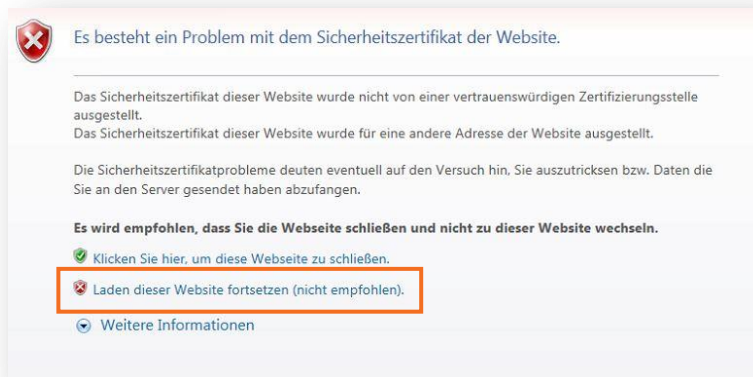 Es besteht ein Problem mit dem Sicherheitszertifikat der Website.
Das Sicherheitszertifikat dieser Website wurde nicht von einer vertrauenswürdigen Zertifizierungsstelle
ausgestellt.
Das Sicherheitszertifikat dieser Website wurde für eine andere Adresse der Website ausgestellt.
Die Sicherheitszertifikatprobleme deuten eventuell auf den Versuch hin, Sie auszutricksen bzw. Daten die
Sie an den Server gesendet haben abzufangen.
Es wird empfohlen, dass Sie die Webseite schließen und nicht zu dieser Website wechseln.
Klicken Sie hier, um diese Webseite zu schließen.
Laden dieser Website fortsetzen (nicht empfohlen).
Weitere Informationen